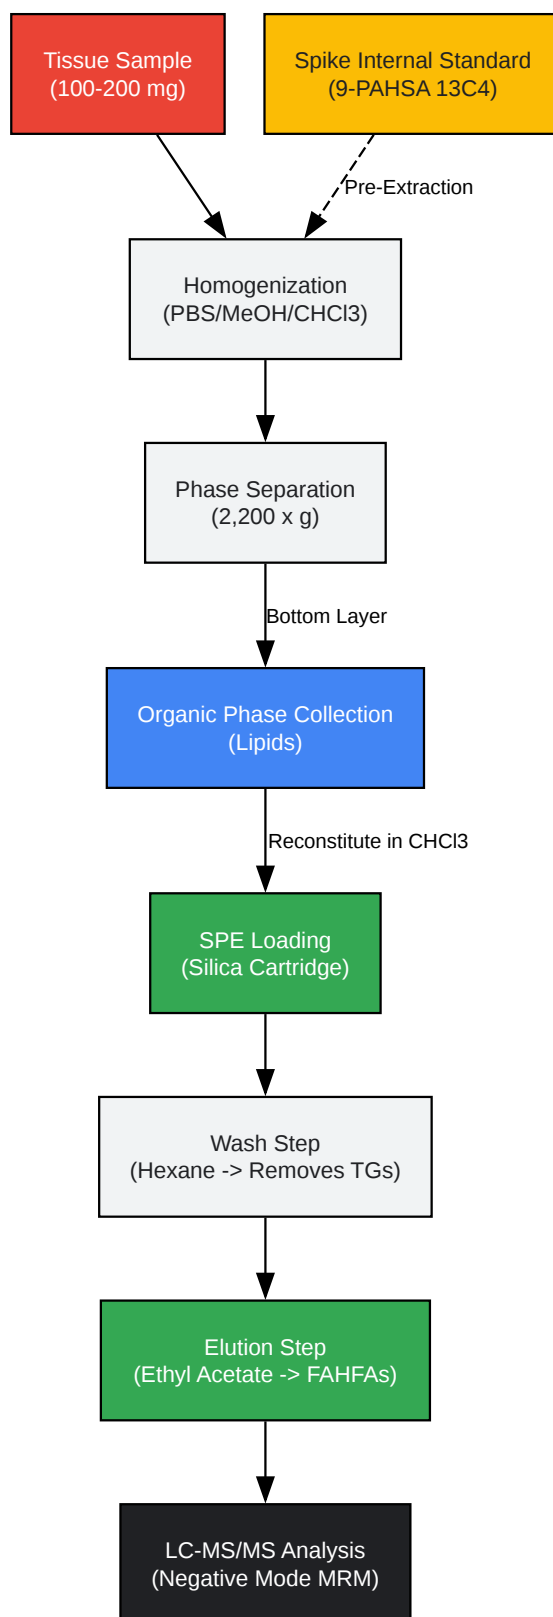 Tissue Sample
(100-200 mg)
Spike Internal Standard
(9-PAHSA 13C4)
Pre-Extraction
Homogenization
(PBS/MeOH/CHCl3)
Phase Separation
(2,200 x g)
Bottom Layer
Organic Phase Collection
(Lipids)
Reconstitute in CHCl3
SPE Loading
(Silica Cartridge)
Wash Step
(Hexane -> Removes TGs)
Elution Step
(Ethyl Acetate -> FAHFAs)
LC-MS/MS Analysis
(Negative Mode MRM)